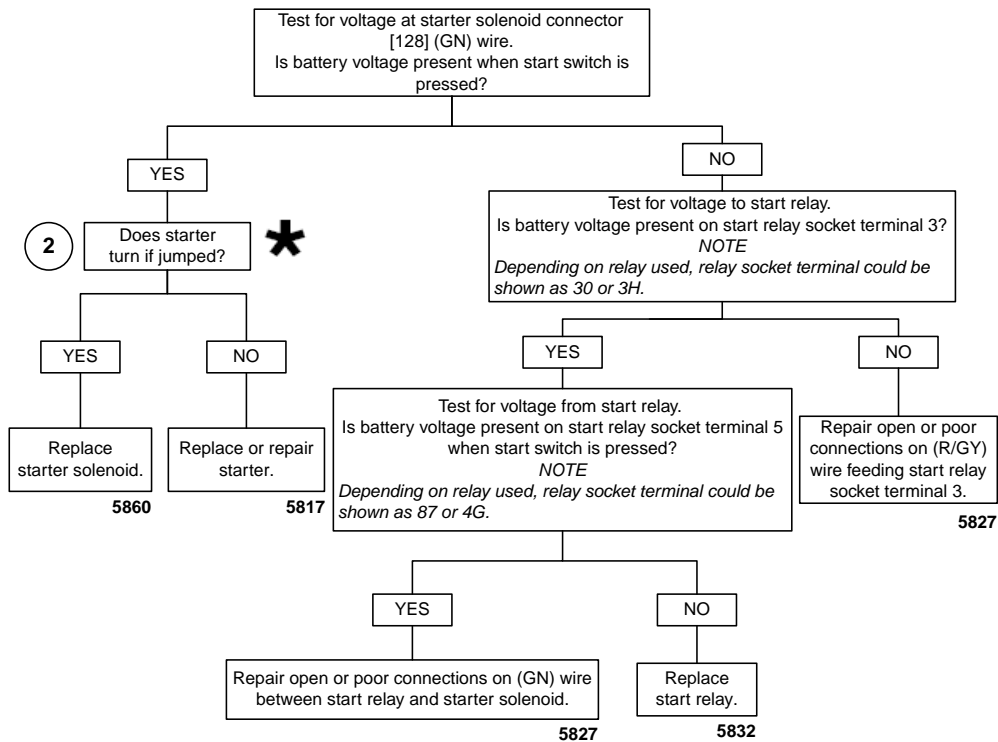 Test for voltage at starter solenoid connector
[128] (GN) wire.
Is battery voltage present when start switch is
pressed?
YES
NO
2
Does starter
turn if jumped?
*
Test for voltage to start relay.
Is battery voltage present on start relay socket terminal 3?
NOTE
Depending on relay used, relay socket terminal could be
shown as 30 or 3H.
YES
NO
YES
NO
Replace
starter solenoid.
5860
Replace or repair
starter.
5817
Test for voltage from start relay.
Is battery voltage present on start relay socket terminal 5
when start switch is pressed?
NOTE
Depending on relay used, relay socket terminal could be
shown as 87 or 4G.
Repair open or poor
connections on (R/GY)
wire feeding start relay
socket terminal 3.
5827
YES
NO
Repair open or poor connections on (GN) wire
between start relay and starter solenoid.
5827
Replace
start relay.
5832